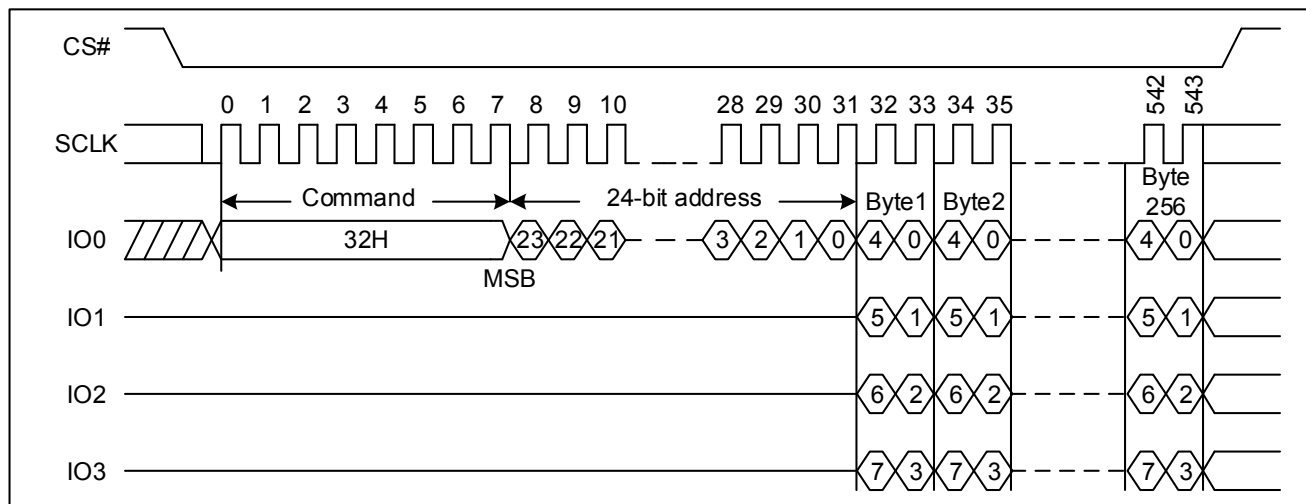 CS#
0 1 2 3 4 5 6 7 8 9 10 28 29 30 31 32 33 34 35 542 543
SCLK
Command 24-bit address Byte1 Byte2 Byte
256
IO0 32H 23 22 21 3 2 1 0 4 0 4 0 4 0
MSB
IO1 5 1 5 1 5 1
IO2 6 2 6 2 6 2
IO3 7 3 7 3 7 3